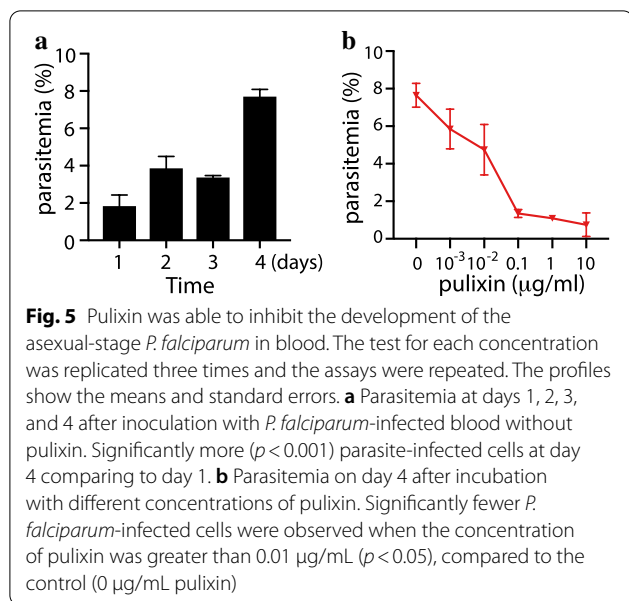 a
b
10
8
6
4
2
0
parasitemia (%)
1 2 3 4 (days)
Time
10
8
6
4
2
0
parasitemia (%)
0 10⁻³ 10⁻² 0.1 1 10
pulixin (μg/ml)
Fig. 5 Pulixin was able to inhibit the development of the
asexual-stage P. falciparum in blood. The test for each concentration
was replicated three times and the assays were repeated. The profiles
show the means and standard errors. a Parasitemia at days 1, 2, 3,
and 4 after inoculation with P. falciparum-infected blood without
pulixin. Significantly more (p < 0.001) parasite-infected cells at day
4 comparing to day 1. b Parasitemia on day 4 after incubation
with different concentrations of pulixin. Significantly fewer P.
falciparum-infected cells were observed when the concentration
of pulixin was greater than 0.01 μg/mL (p < 0.05), compared to the
control (0 μg/mL pulixin)